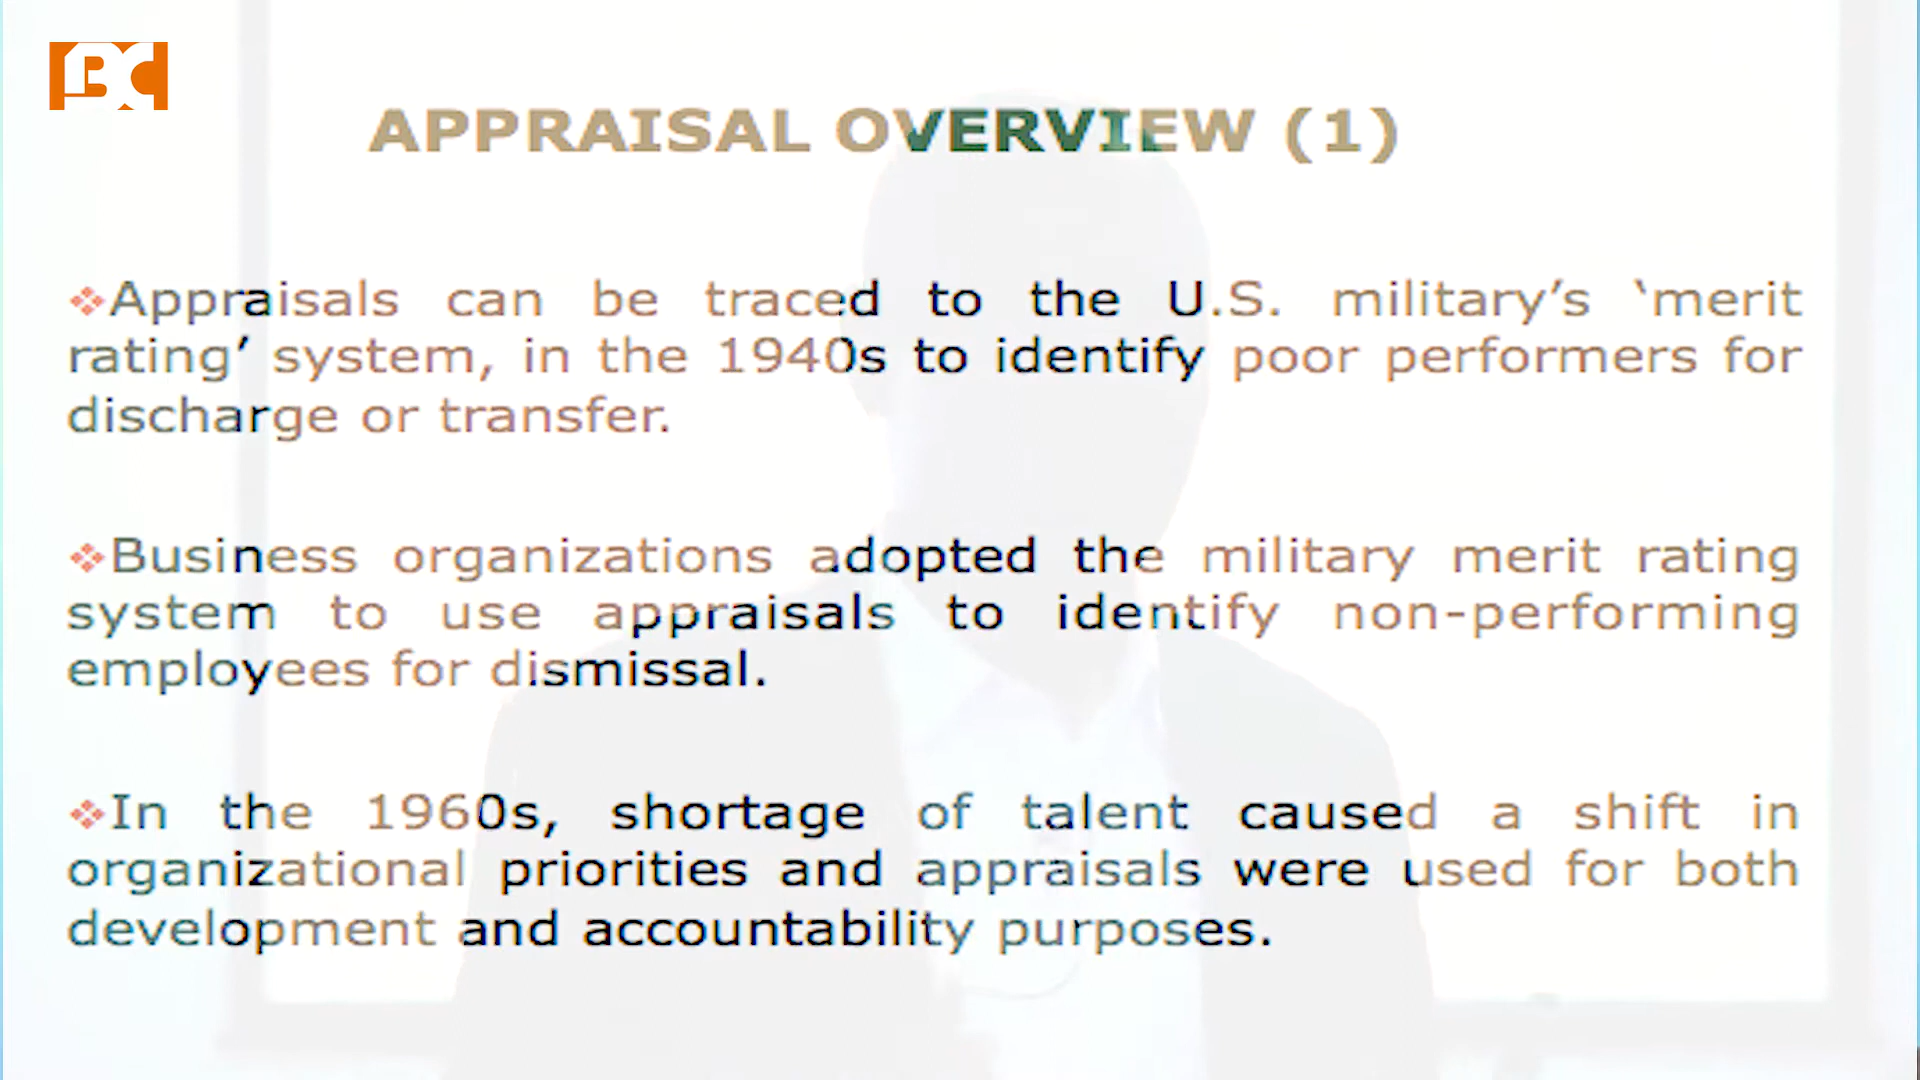 BC
APPRAISAL OVERVIEW (1)
❖Appraisals can be traced to the U.S. military’s ‘merit
rating’ system, in the 1940s to identify poor performers for
discharge or transfer.
❖Business organizations adopted the military merit rating
system to use appraisals to identify non-performing
employees for dismissal.
❖In the 1960s, shortage of talent caused a shift in
organizational priorities and appraisals were used for both
development and accountability purposes.